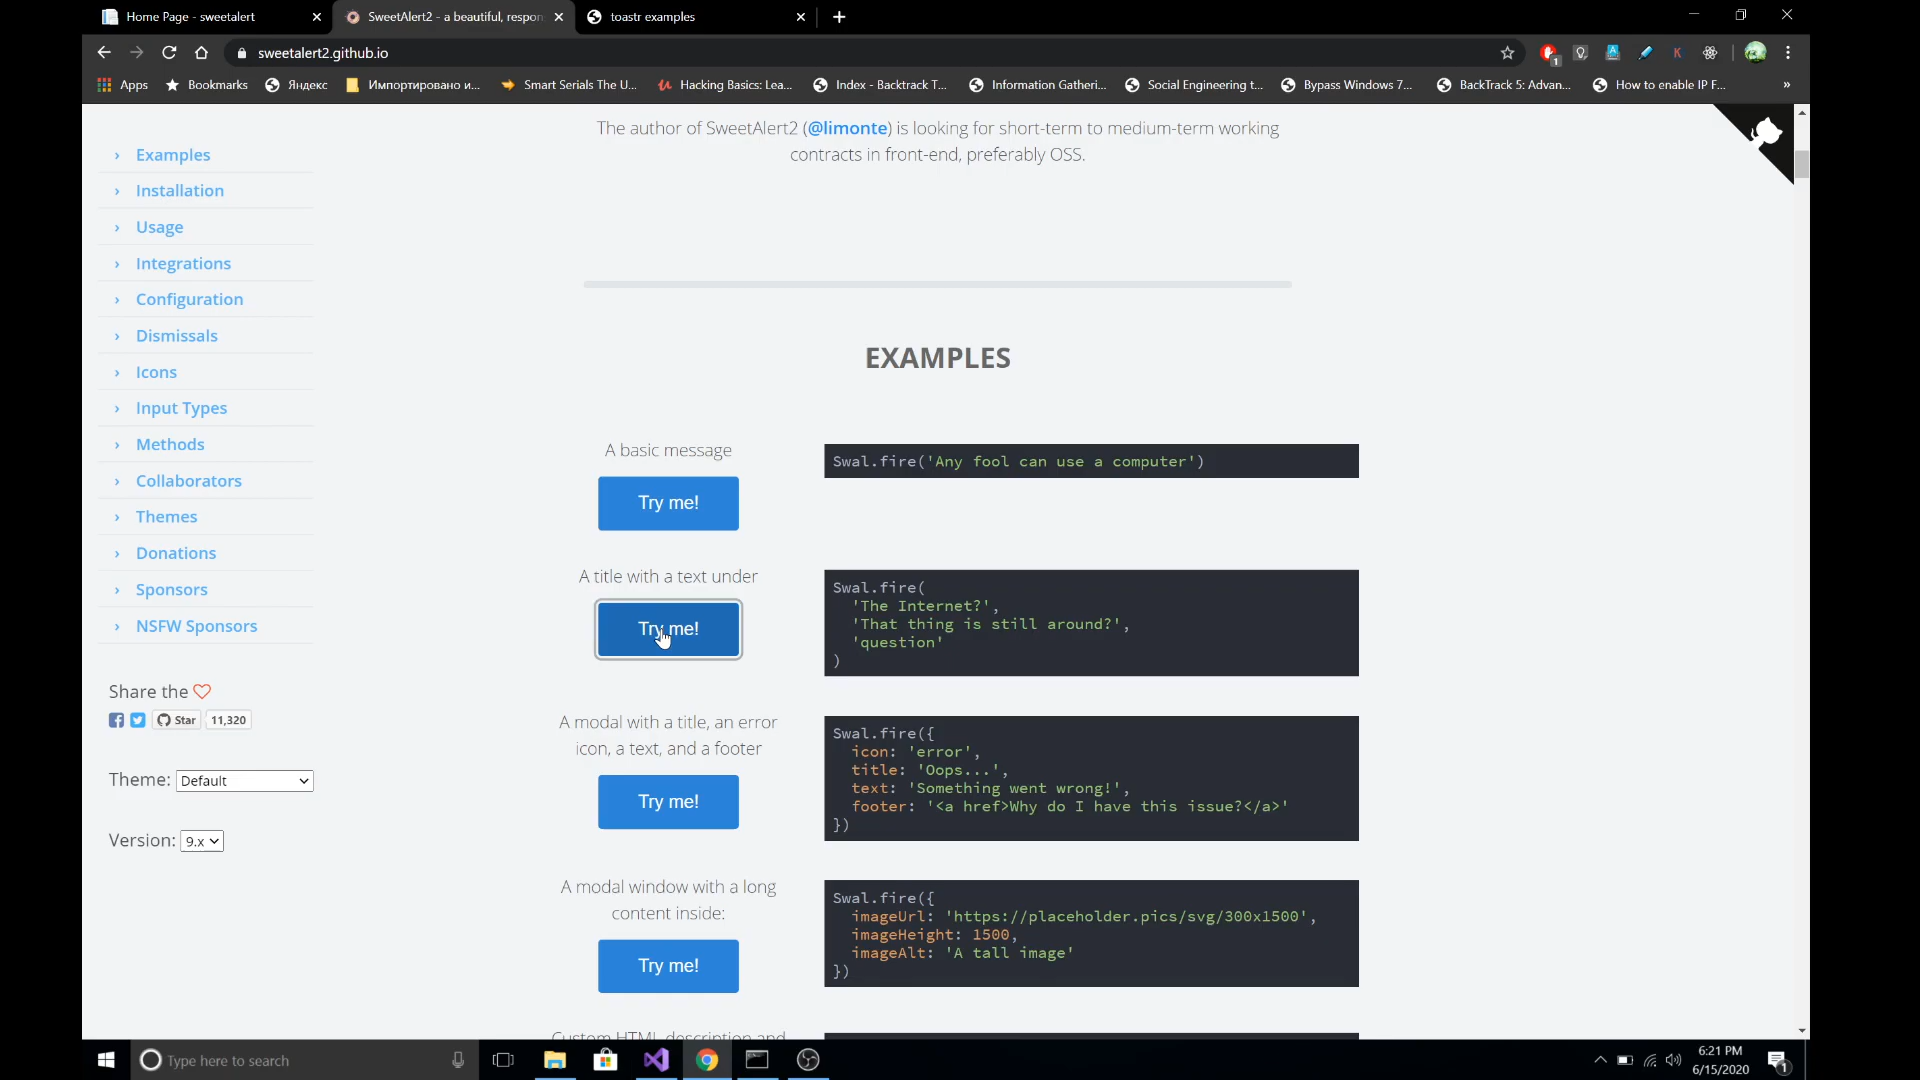 Home Page - sweetalert
SweetAlert2 - a beautiful, respon
toastr examples
sweetalert2.github.io
1
Apps
Bookmarks
Яндекс
Импортировано и...
Smart Serials The U...
Hacking Basics: Lea...
Index - Backtrack T...
Information Gatheri...
Social Engineering t...
Bypass Windows 7...
BackTrack 5: Advan...
How to enable IP F...
»
The author of SweetAlert2 (@limonte) is looking for short-term to medium-term working
contracts in front-end, preferably OSS.
› Examples
› Installation
› Usage
› Integrations
› Configuration
› Dismissals
› Icons
› Input Types
› Methods
› Collaborators
› Themes
› Donations
› Sponsors
› NSFW Sponsors
Share the
Star
11,320
Theme: Default
Version: 9.x
EXAMPLES
A basic message
Try me!
Swal.fire('Any fool can use a computer')
A title with a text under
Try me!
Swal.fire(
'The Internet?',
'That thing is still around?',
'question'
)
A modal with a title, an error
icon, a text, and a footer
Try me!
Swal.fire({
icon: 'error',
title: 'Oops...',
text: 'Something went wrong!',
footer: '<a href>Why do I have this issue?</a>'
})
A modal window with a long
content inside:
Try me!
Swal.fire({
imageUrl: 'https://placeholder.pics/svg/300x1500',
imageHeight: 1500,
imageAlt: 'A tall image'
})
Custom HTML description and
Type here to search
6:21 PM
6/15/2020
1